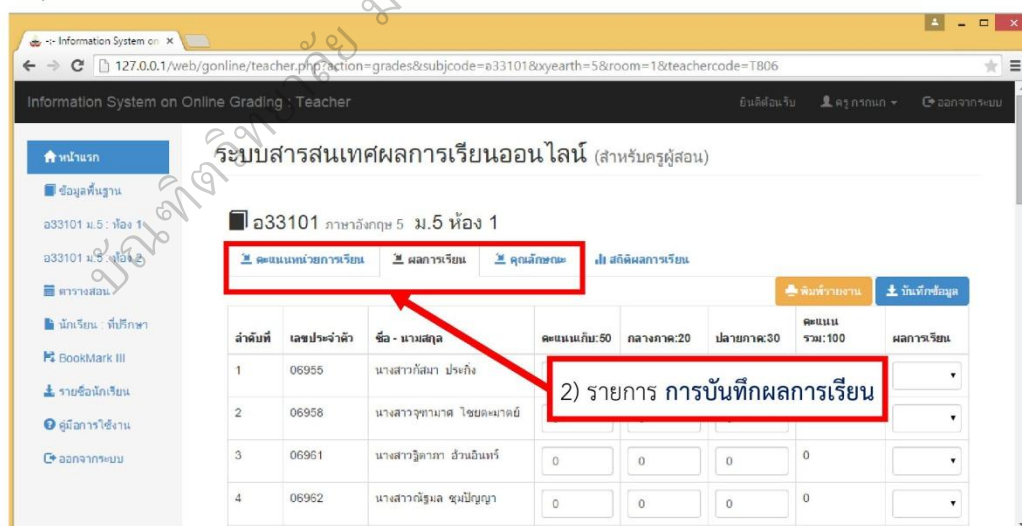 -:- Information System on
127.0.0.1/web/gonline/teacher.php?action=grades&subjcode=อ33101&xyearth=5&room=1&teachercode=T806
Information System on Online Grading : Teacher
ยินดีต้อนรับ ครู กรกนก ออกจากระบบ
หน้าแรก
ข้อมูลพื้นฐาน
อ33101 ม.5 : ห้อง 1
อ33101 ม.5 : ห้อง 2
ตารางสอน
นักเรียน : ที่ปรึกษา
BookMark III
รายชื่อนักเรียน
คู่มือการใช้งาน
ออกจากระบบ
ระบบสารสนเทศผลการเรียนออนไลน์ (สำหรับครูผู้สอน)
อ33101 ภาษาอังกฤษ 5 ม.5 ห้อง 1
คะแนนหน่วยการเรียน ผลการเรียน คุณลักษณะ สถิติผลการเรียน
พิมพ์รายงาน บันทึกข้อมูล
ลำดับที่ เลขประจำตัว ชื่อ - นามสกุล คะแนนเก็บ:50 กลางภาค:20 ปลายภาค:30 คะแนนรวม:100 ผลการเรียน
1 06955 นางสาวกัสมา ประกิ่ง
2) รายการ การบันทึกผลการเรียน
2 06958 นางสาวจุฑามาศ ไชยคะมาตย์
3 06961 นางสาวฐิตาภา อ้วนอินทร์ 0 0 0 0
4 06962 นางสาวณัฐมล ชุมปัญญา 0 0 0 0
บัณฑิตวิทยาลัย